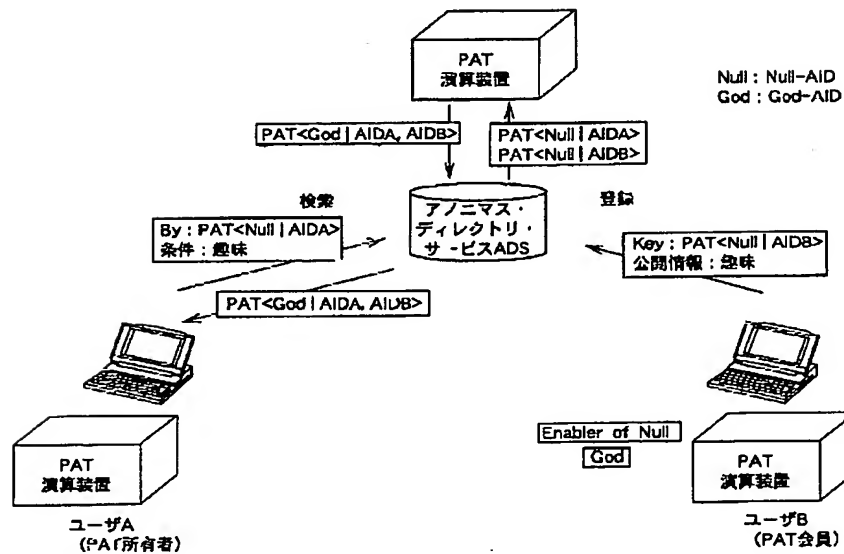 PAT
演算装置
Null : Null-AID
God : God-AID
PAT<God | AIDA, AIDB>
PAT<Null | AIDA>
PAT<Null | AIDB>
検索
登録
アノニマス・
ディレクトリ・
サービスADS
By : PAT<Null | AIDA>
条件 : 趣味
Key : PAT<Null | AIDB>
公開情報 : 趣味
PAT<God | AIDA, AIDB>
Enabler of Null
God
PAT
演算装置
PAT
演算装置
ユーザA
(PAT所有者)
ユーザB
(PAT会員)